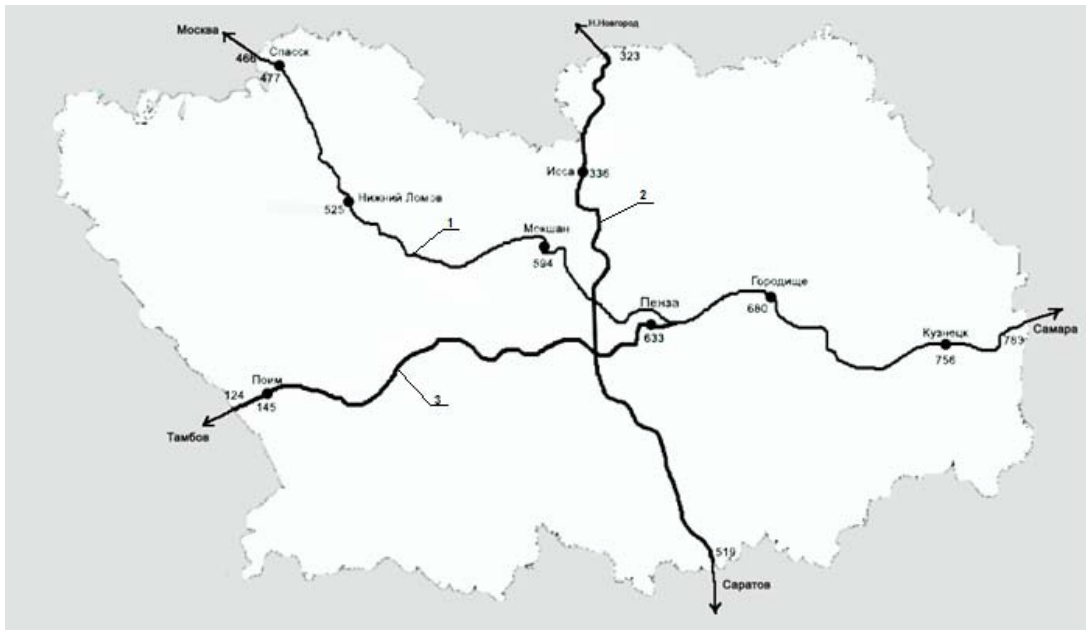 Москва
466
Спасск
477
Н.Новгород
323
Исса
336
2
Нижний Ломов
525
1
Мокшан
594
Городище
680
Пенза
633
Кузнецк
756
789
Самара
Поим
124
145
3
Тамбов
519
Саратов